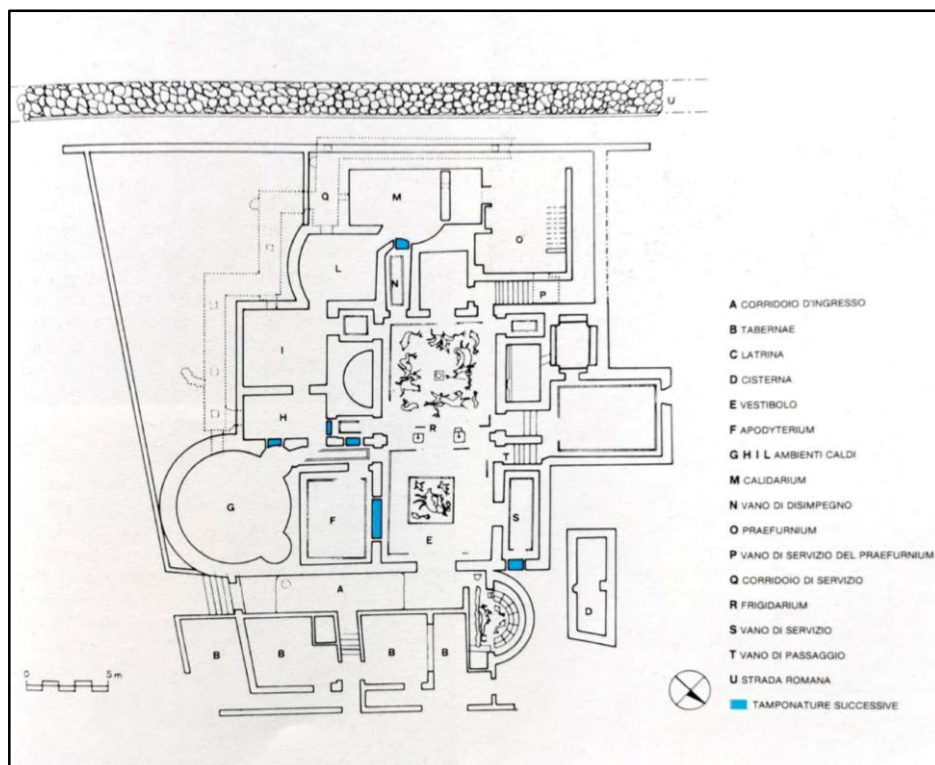 U
Q
M
O
L
N
P
I
H
R
T
G
F
S
E
D
A
B
B
B
B
0 5 m
A CORRIDOIO D'INGRESSO
B TABERNAE
C LATRINA
D CISTERNA
E VESTIBOLO
F APODYTERIUM
G H I L AMBIENTI CALDI
M CALIDARIUM
N VANO DI DISIMPEGNO
O PRAEFURNIUM
P VANO DI SERVIZIO DEL PRAEFURNIUM
Q CORRIDOIO DI SERVIZIO
R FRIGIDARIUM
S VANO DI SERVIZIO
T VANO DI PASSAGGIO
U STRADA ROMANA
TAMPONATURE SUCCESSIVE